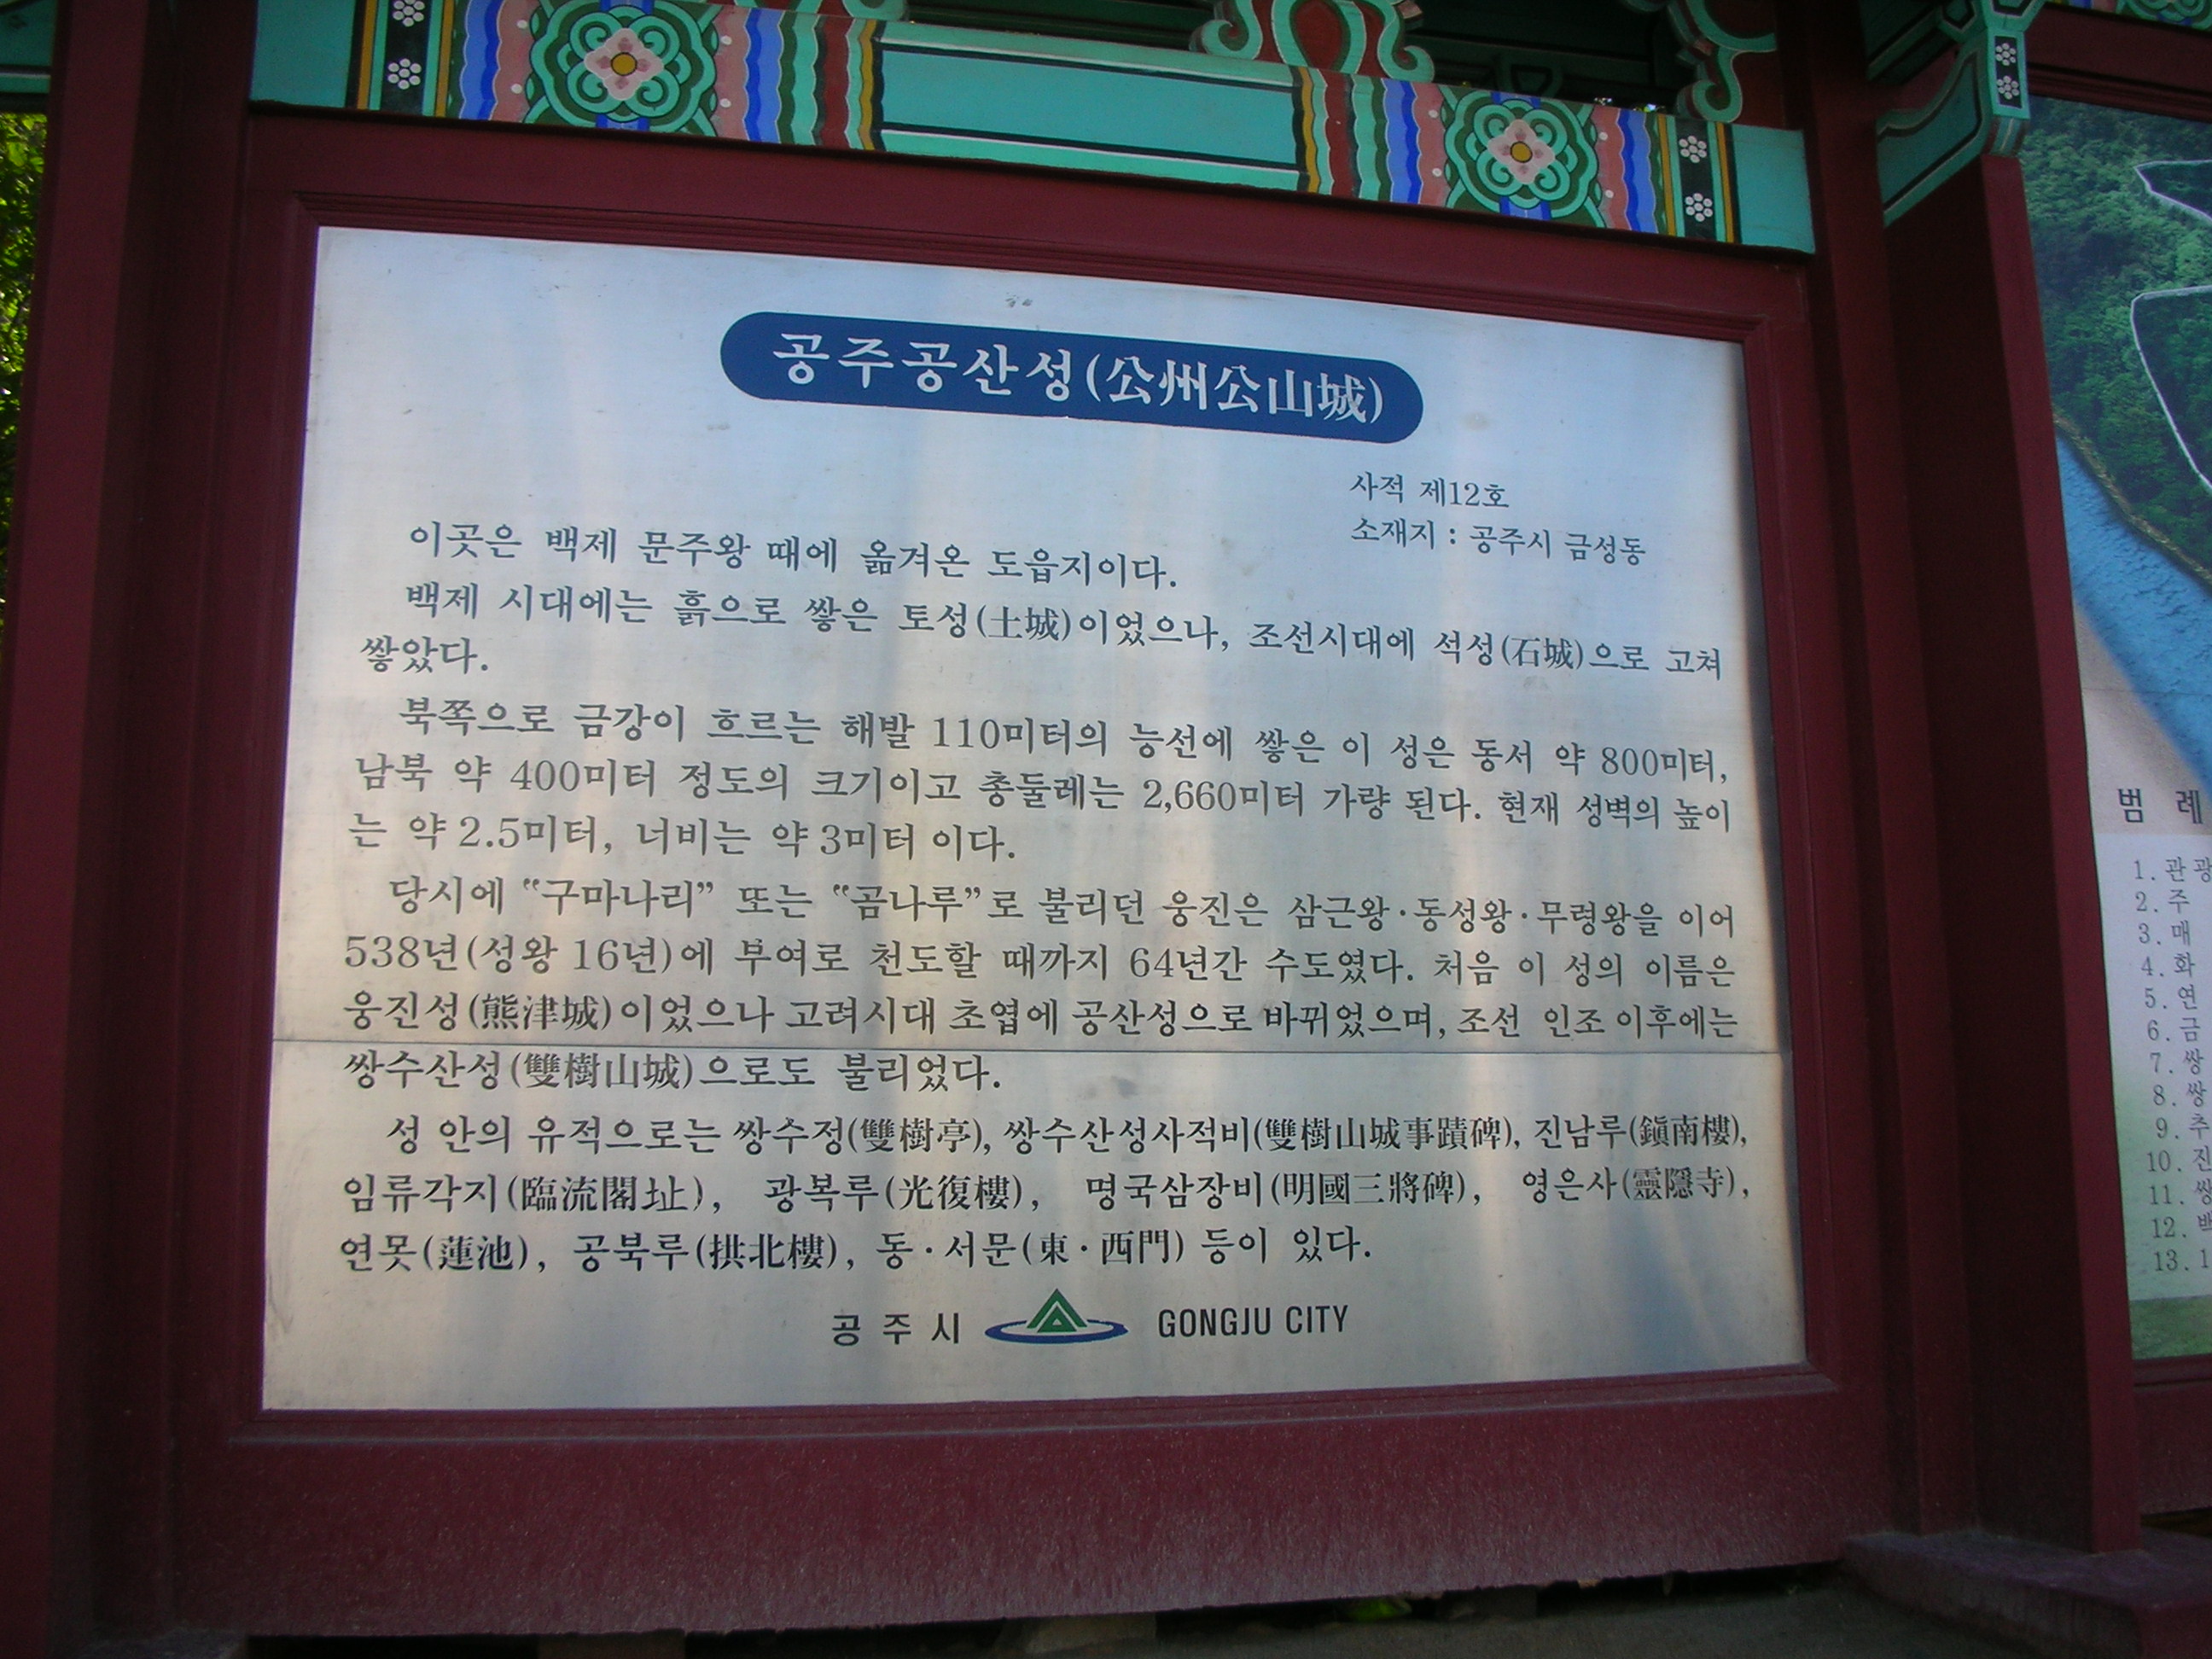 공주공산성(公州公山城)
사적 제12호
소재지 : 공주시 금성동
이곳은 백제 문주왕 때에 옮겨온 도읍지이다.
백제 시대에는 흙으로 쌓은 토성(土城)이었으나, 조선시대에 석성(石城)으로 고쳐
쌓았다.
북쪽으로 금강이 흐르는 해발 110미터의 능선에 쌓은 이 성은 동서 약 800미터,
남북 약 400미터 정도의 크기이고 총둘레는 2,660미터 가량 된다. 현재 성벽의 높이
는 약 2.5미터, 너비는 약 3미터 이다.
당시에 "구마나리" 또는 "곰나루"로 불리던 웅진은 삼근왕·동성왕·무령왕을 이어
538년(성왕 16년)에 부여로 천도할 때까지 64년간 수도였다. 처음 이 성의 이름은
웅진성(熊津城)이었으나 고려시대 초엽에 공산성으로 바뀌었으며, 조선 인조 이후에는
쌍수산성(雙樹山城)으로도 불리었다.
성 안의 유적으로는 쌍수정(雙樹亭), 쌍수산성사적비(雙樹山城事蹟碑), 진남루(鎭南樓),
임류각지(臨流閣址), 광복루(光復樓), 명국삼장비(明國三將碑), 영은사(靈隱寺),
연못(蓮池), 공북루(拱北樓), 동·서문(東·西門) 등이 있다.
공주시 GONGJU CITY
범 례
1. 관광
2. 주
3. 매
4. 화
5. 연
6. 금
7. 쌍
8. 쌍
9. 추
10. 진
11. 쌍
12. 백
13. 1